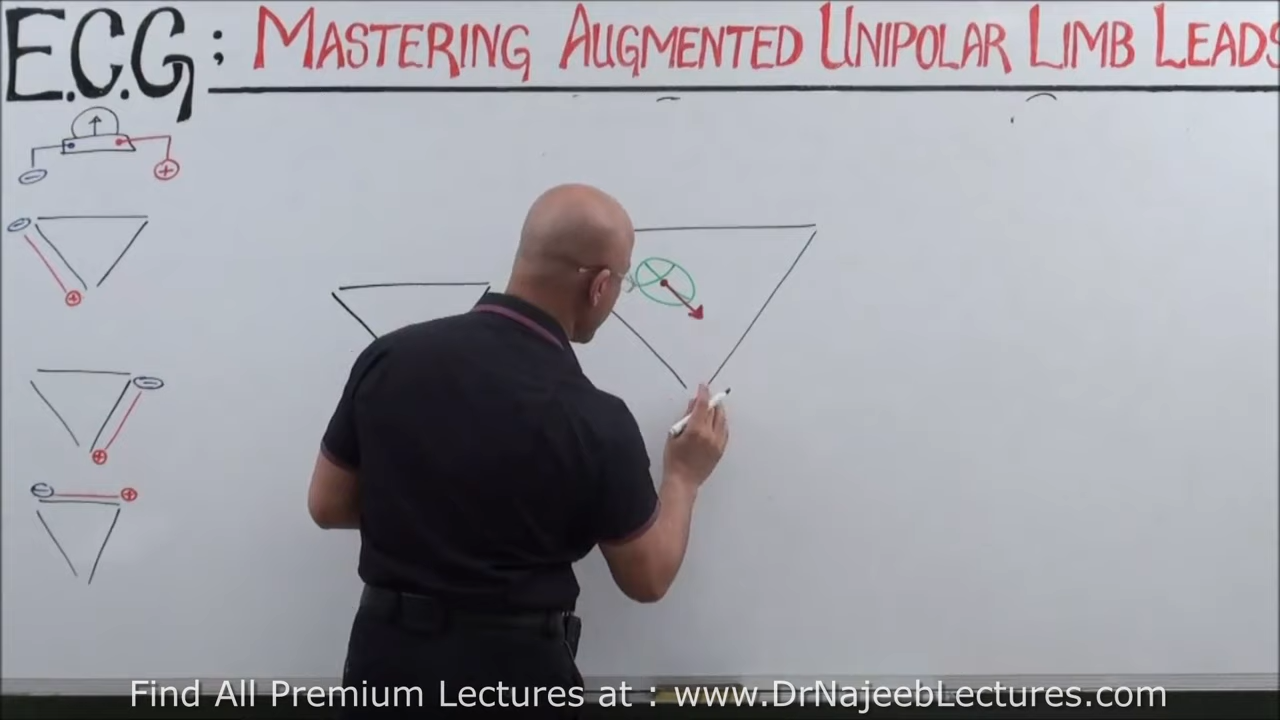 E.C.G; MASTERING AUGMENTED UNIPOLAR LIMB LEADS
- +
- +
- +
- +
Find All Premium Lectures at : www.DrNajeebLectures.com